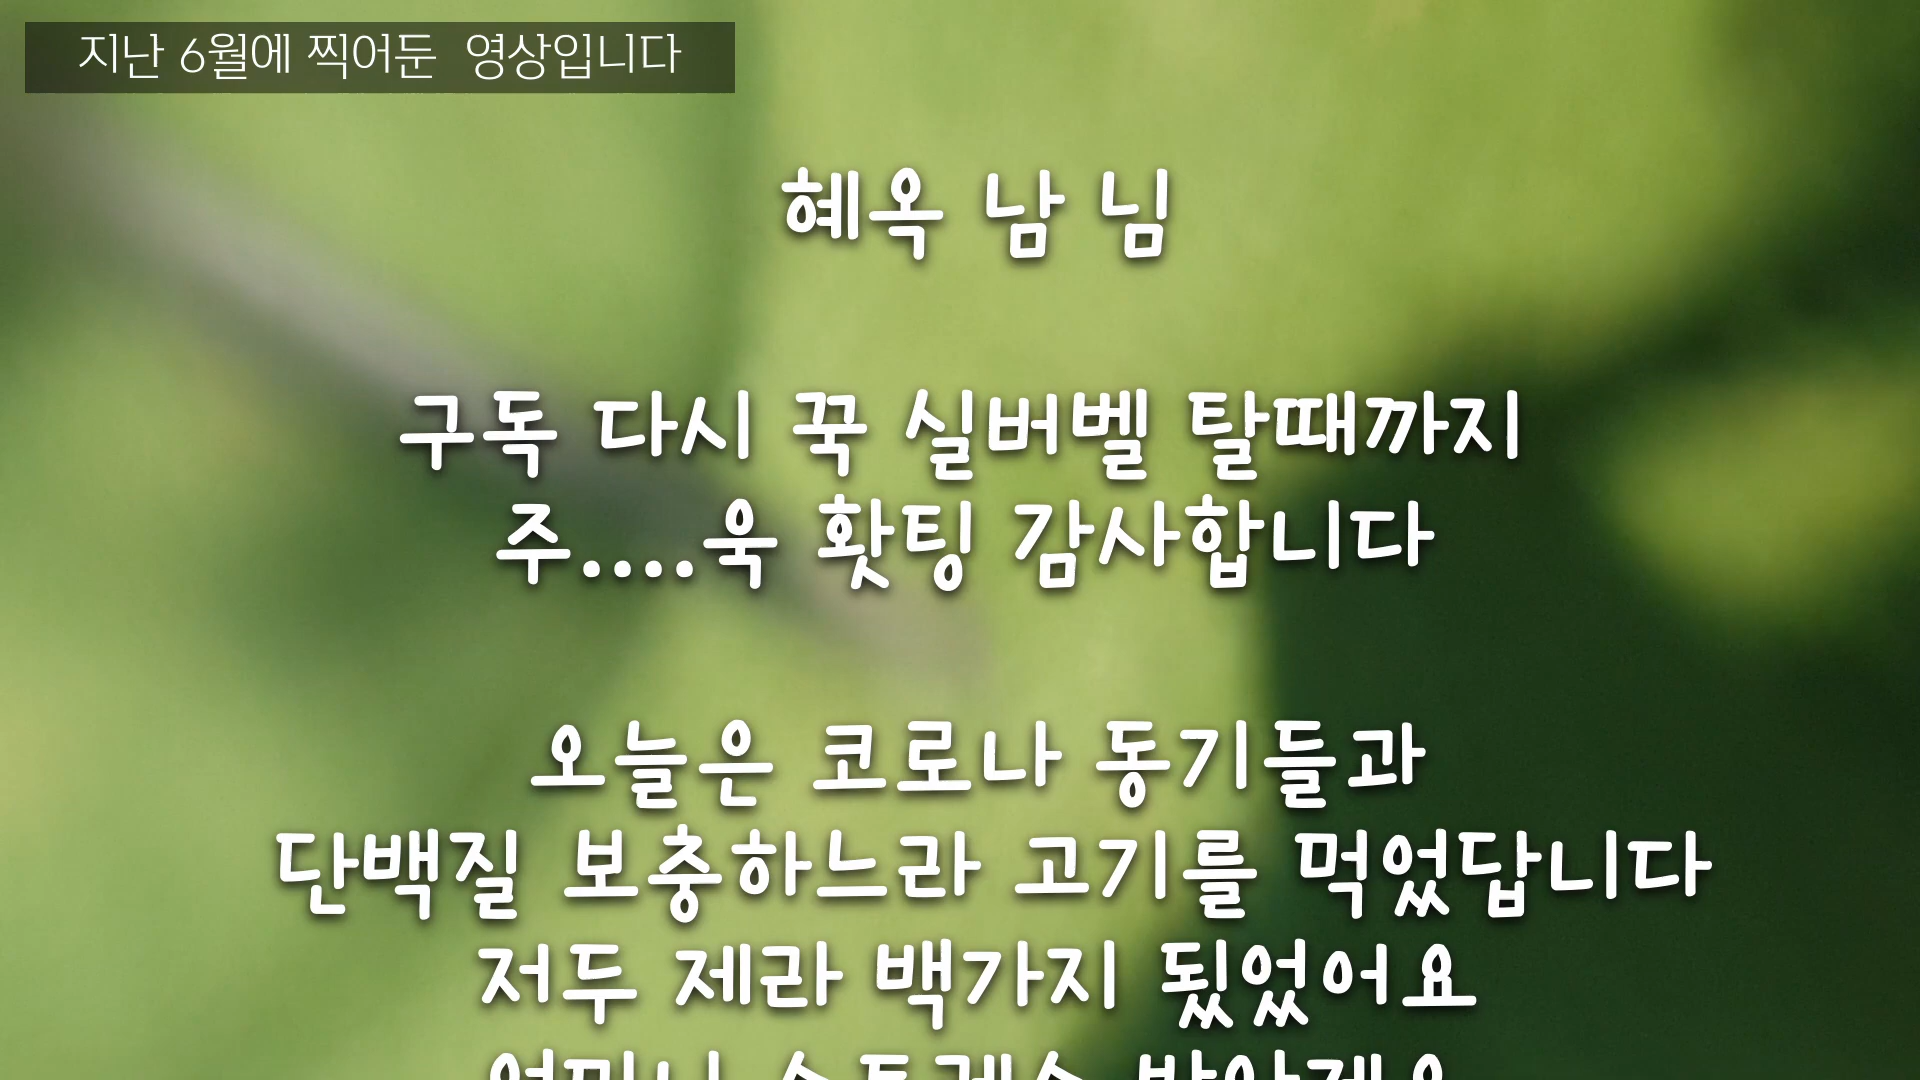 지난 6월에 찍어둔 영상입니다
혜옥 남 님
구독 다시 꾹 실버벨 탈때까지
주....욱 홧팅 감사합니다
오늘은 코로나 동기들과
단백질 보충하느라 고기를 먹었답니다
저두 제라 백가지 됬었어요